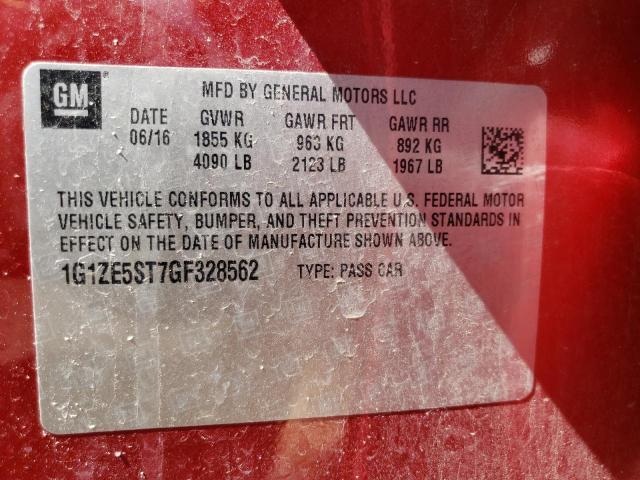 GM ®
MFD BY GENERAL MOTORS LLC
DATE GVWR GAWR FRT GAWR RR
06/16 1855 KG 963 KG 892 KG
4090 LB 2123 LB 1967 LB
THIS VEHICLE CONFORMS TO ALL APPLICABLE U.S. FEDERAL MOTOR
VEHICLE SAFETY, BUMPER, AND THEFT PREVENTION STANDARDS IN
EFFECT ON THE DATE OF MANUFACTURE SHOWN ABOVE.
1G1ZE5ST7GF328562 TYPE: PASS CAR